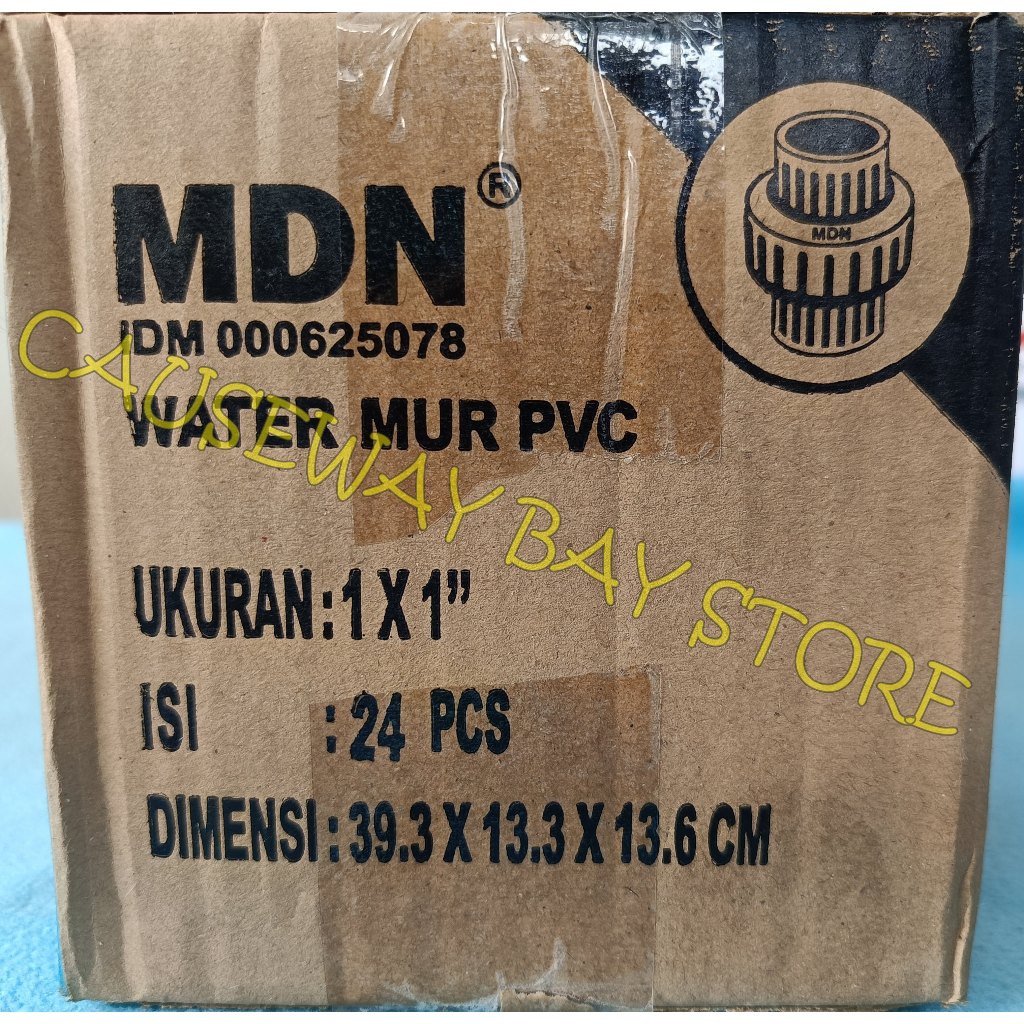 MDN®
IDM 000625078
WATER MUR PVC
UKURAN : 1 X 1”
ISI : 24 PCS
DIMENSI : 39.3 X 13.3 X 13.6 CM
MDN
CAUSEWAY BAY STORE